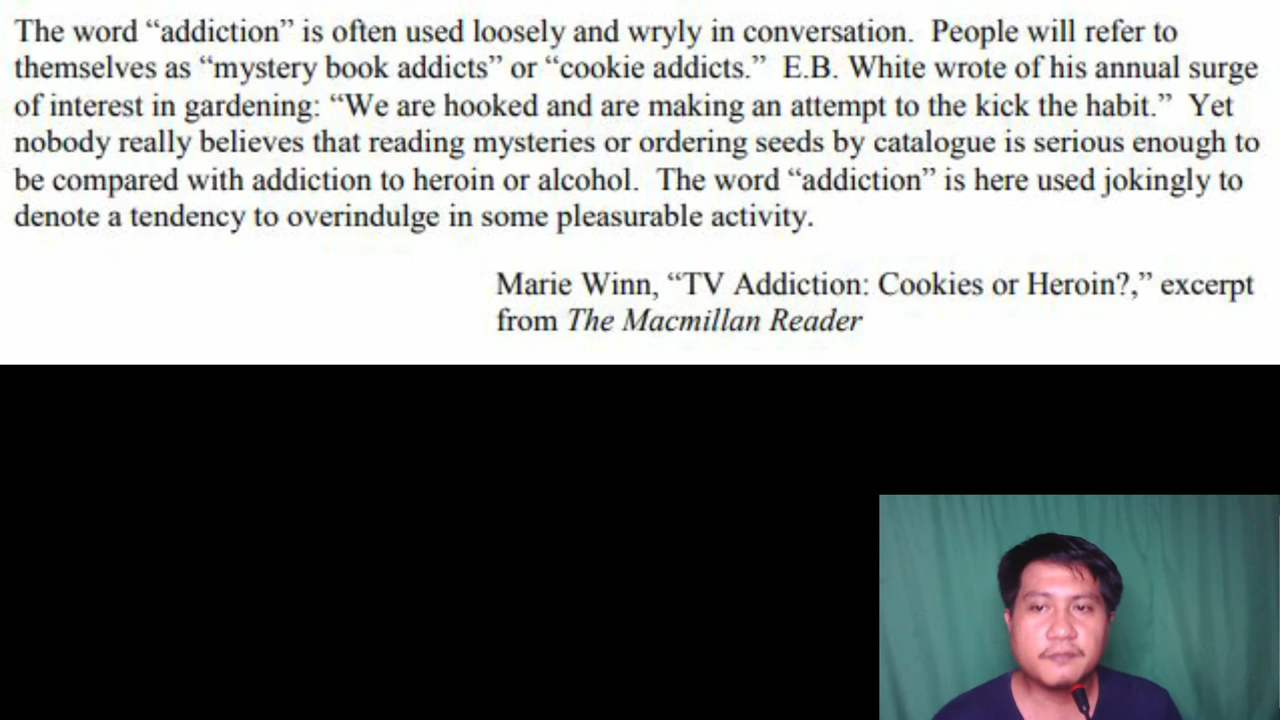 The word “addiction” is often used loosely and wryly in conversation.  People will refer to
themselves as “mystery book addicts” or “cookie addicts.”  E.B. White wrote of his annual surge
of interest in gardening: “We are hooked and are making an attempt to the kick the habit.”  Yet
nobody really believes that reading mysteries or ordering seeds by catalogue is serious enough to
be compared with addiction to heroin or alcohol.  The word “addiction” is here used jokingly to
denote a tendency to overindulge in some pleasurable activity.
Marie Winn, “TV Addiction: Cookies or Heroin?,” excerpt
from The Macmillan Reader